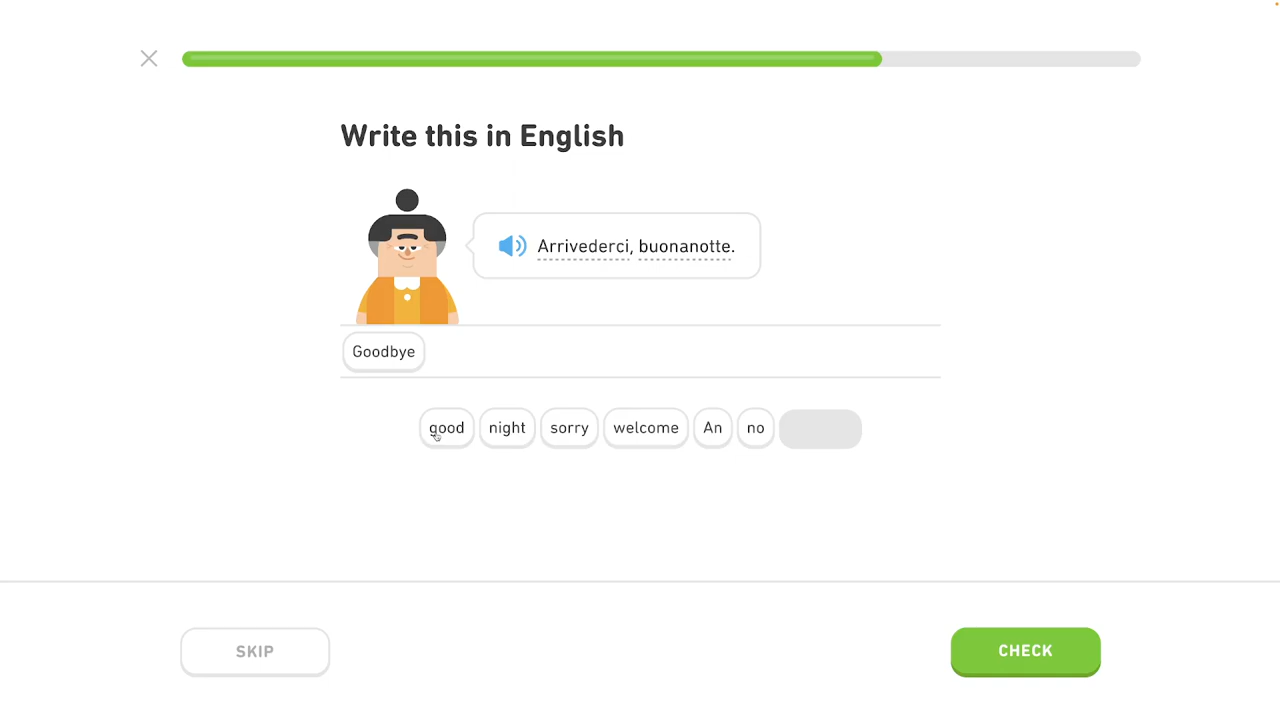 Write this in English
Arrivederci, buonanotte.
Goodbye
good night sorry welcome An no
SKIP CHECK